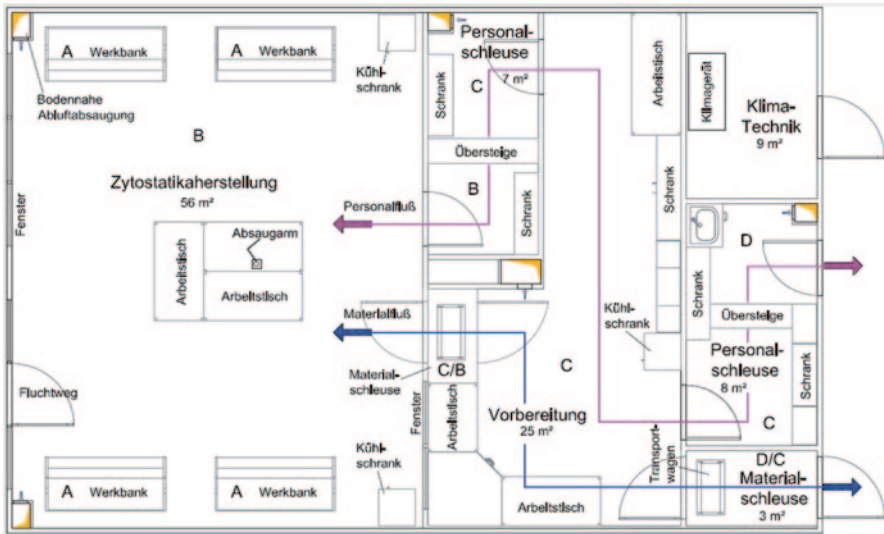 A Werkbank
A Werkbank
Kühl-
schrank
Bodennahe
Abluftabsaugung
B
Zytostatikaherstellung
56 m²
Fenster
Personalfluß
Absaugarm
Arbeitstisch
Arbeitstisch
Materialfluß
Material-
schleuse
C/B
Fluchtweg
Fenster
Arbeitstisch
Kühl-
schrank
A Werkbank
A Werkbank
Personal-
schleuse
7 m²
C
Schrank
Übersteige
B
Schrank
Arbeitstisch
Schrank
Kühl-
schrank
C
Vorbereitung
25 m²
Transport-
wagen
Arbeitstisch
Klimagerät
Klima-
Technik
9 m²
D
Schrank
Übersteige
Personal-
schleuse
8 m²
Schrank
C
D/C
Material-
schleuse
3 m²